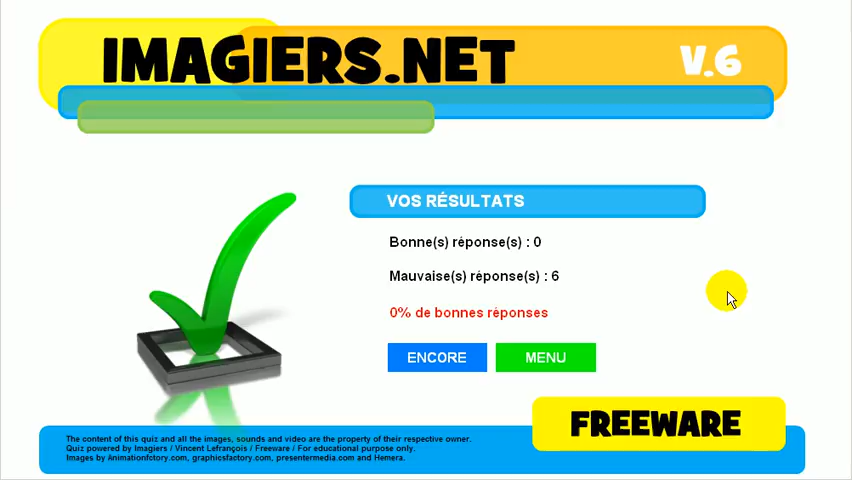 IMAGIERS.NET
V.6
VOS RÉSULTATS
Bonne(s) réponse(s) : 0
Mauvaise(s) réponse(s) : 6
0% de bonnes réponses
ENCORE
MENU
FREEWARE
The content of this quiz and all the images, sounds and video are the property of their respective owner.
Quiz powered by Imagiers / Vincent Lefrançois / Freeware / For educational purpose only.
Images by Animationfctory.com, graphicsfactory.com, presentermedia.com and Hemera.